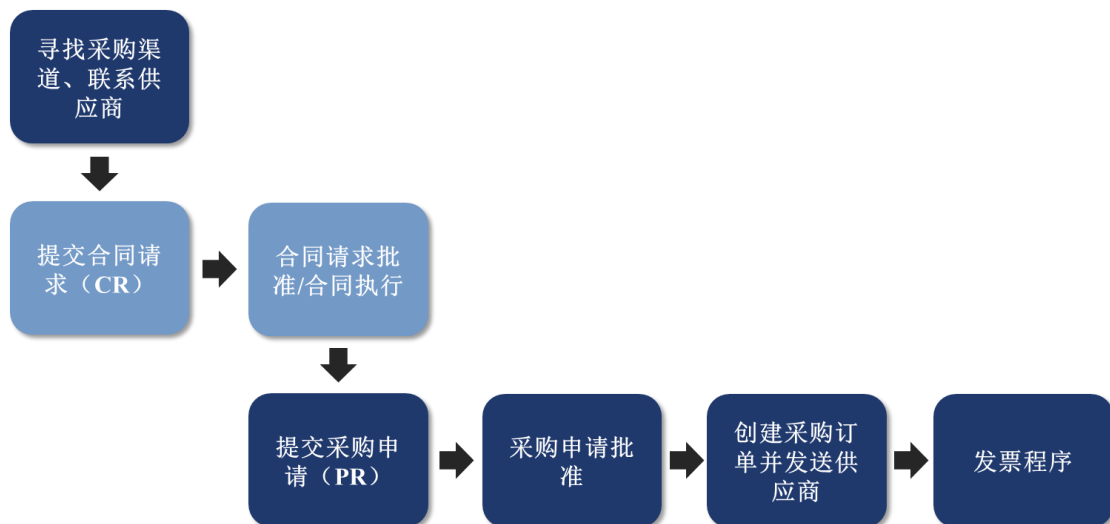 寻找采购渠
道、联系供
应商
提交合同请
求（CR）
合同请求批
准/合同执行
提交采购申
请（PR）
采购申请批
准
创建采购订
单并发送供
应商
发票程序